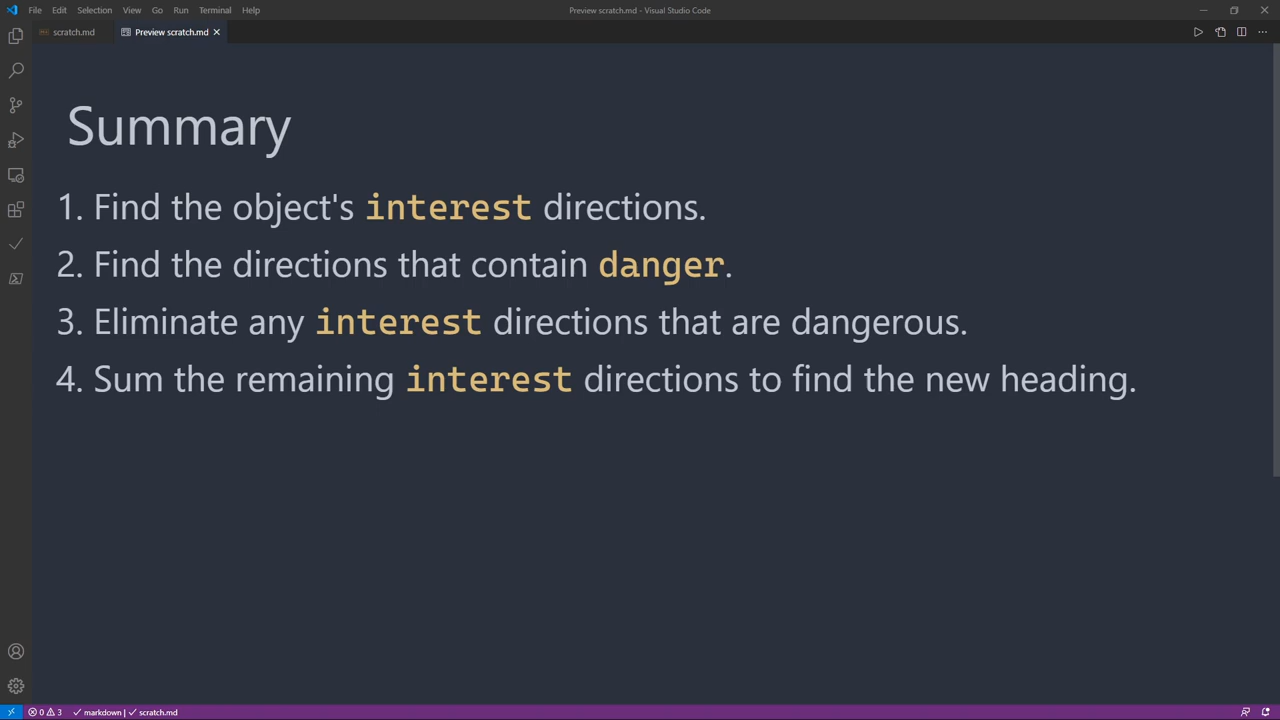 File Edit Selection View Go Run Terminal Help
Preview scratch.md - Visual Studio Code
scratch.md
Preview scratch.md
Summary
1. Find the object's interest directions.
2. Find the directions that contain danger.
3. Eliminate any interest directions that are dangerous.
4. Sum the remaining interest directions to find the new heading.
0 3 markdown | scratch.md